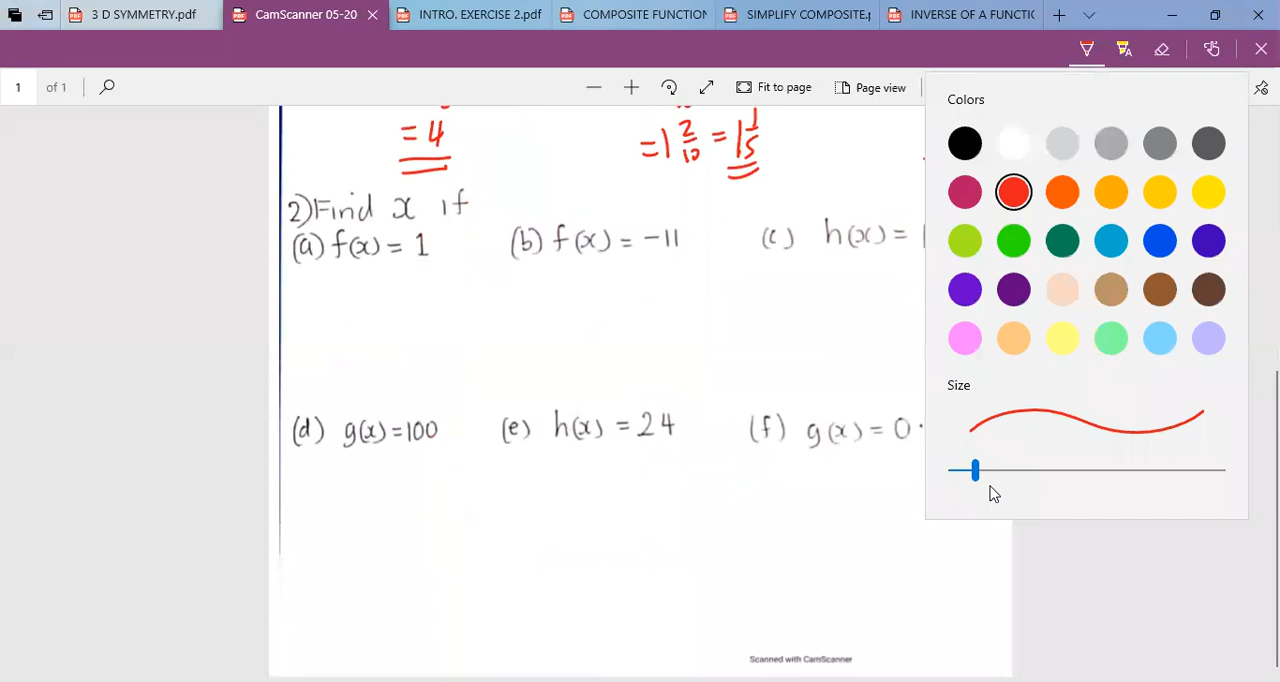 3 D SYMMETRY.pdf
CamScanner 05-20
INTRO. EXERCISE 2.pdf
COMPOSITE FUNCTION
SIMPLIFY COMPOSITE.p
INVERSE OF A FUNCTIC
1 of 1
Fit to page
Page view
Colors
= 4
= 1 2/10 = 1 1/5
2) Find x if
(a) f(x) = 1
(b) f(x) = -11
(c) h(x) =
Size
(d) g(x) = 100
(e) h(x) = 24
(f) g(x) = 0.
Scanned with CamScanner